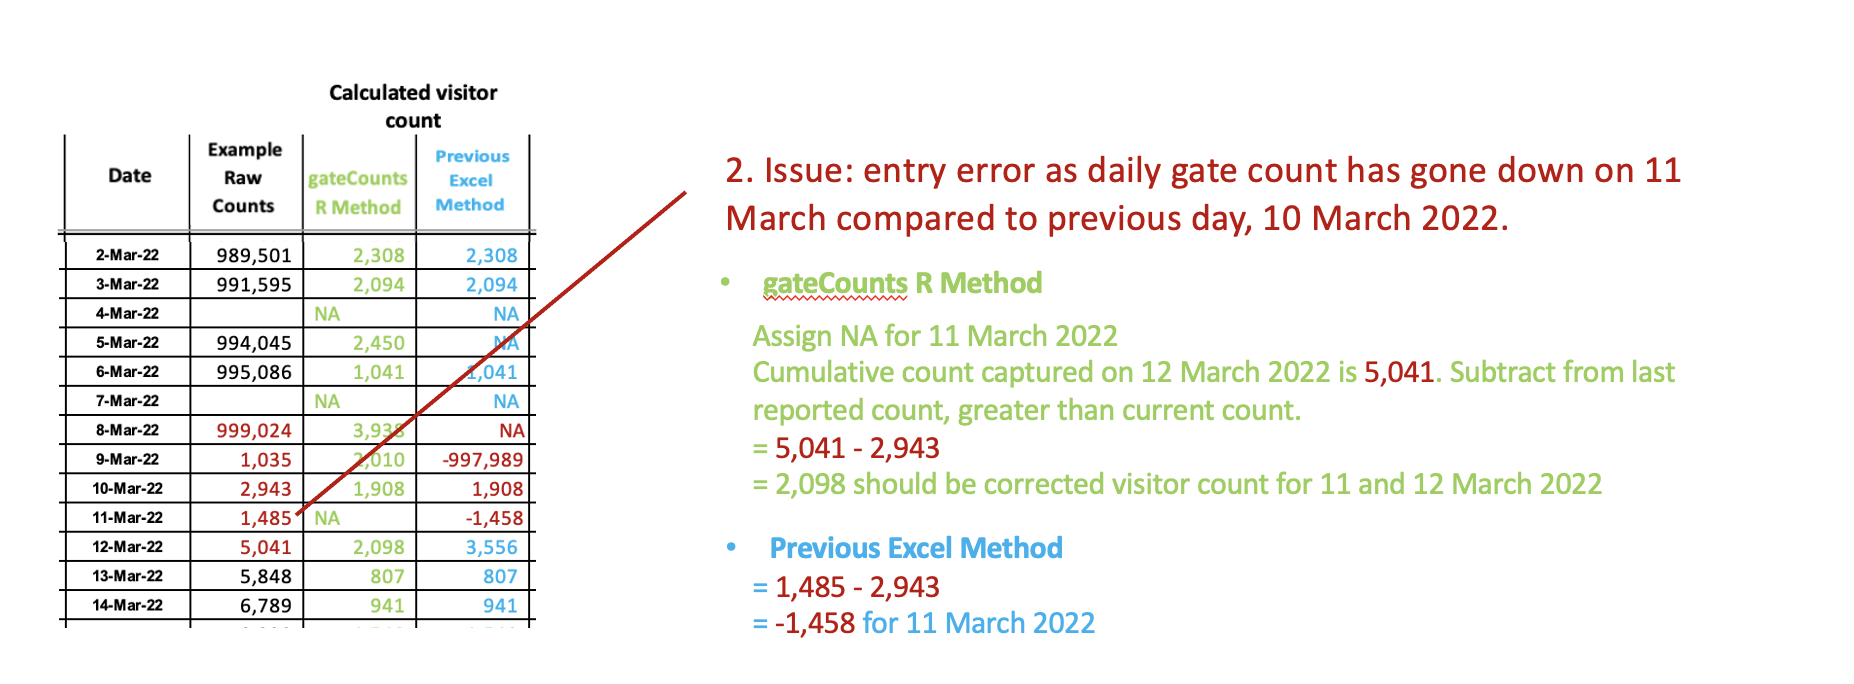 Calculated visitor
count
Date
Example
Raw
Counts
gateCounts
R Method
Previous
Excel
Method
2-Mar-22 989,501 2,308 2,308
3-Mar-22 991,595 2,094 2,094
4-Mar-22 NA NA
5-Mar-22 994,045 2,450 NA
6-Mar-22 995,086 1,041 1,041
7-Mar-22 NA NA
8-Mar-22 999,024 3,938 NA
9-Mar-22 1,035 2,010 -997,989
10-Mar-22 2,943 1,908 1,908
11-Mar-22 1,485 NA -1,458
12-Mar-22 5,041 2,098 3,556
13-Mar-22 5,848 807 807
14-Mar-22 6,789 941 941
2. Issue: entry error as daily gate count has gone down on 11
March compared to previous day, 10 March 2022.
• gateCounts R Method
Assign NA for 11 March 2022
Cumulative count captured on 12 March 2022 is 5,041. Subtract from last
reported count, greater than current count.
= 5,041 - 2,943
= 2,098 should be corrected visitor count for 11 and 12 March 2022
• Previous Excel Method
= 1,485 - 2,943
= -1,458 for 11 March 2022